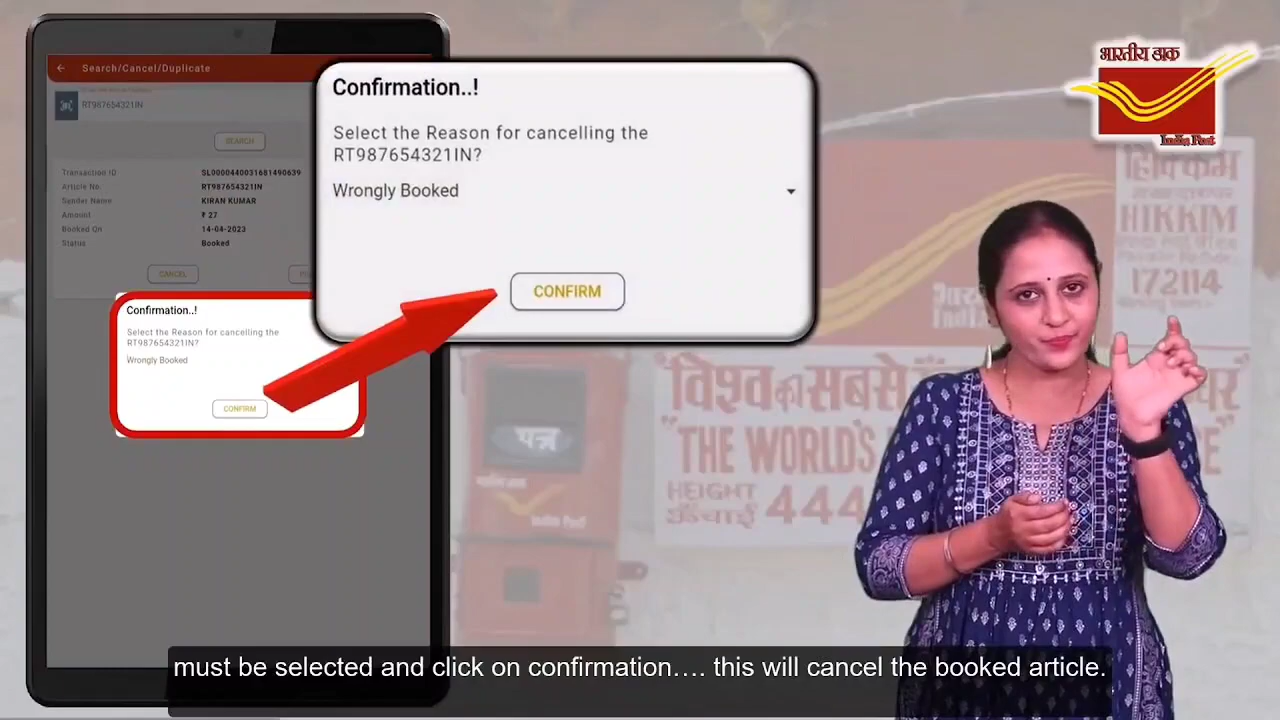 Search/Cancel/Duplicate
RT987654321IN
SEARCH
Transaction ID SL0000440031681490639
Article No. RT987654321IN
Sender Name KIRAN KUMAR
Amount ₹ 27
Booked On 14-04-2023
Status Booked
CANCEL
Confirmation..!
Select the Reason for cancelling the
RT987654321IN?
Wrongly Booked
CONFIRM
Confirmation..!
Select the Reason for cancelling the
RT987654321IN?
Wrongly Booked
CONFIRM
भारतीय डाक
India Post
हिक्किम
HIKKIM
172114
पत्र
India Post
विश्व का सबसे
"THE WORLD'S
HEIGHT
ऊंचाई 444
must be selected and click on confirmation…. this will cancel the booked article.